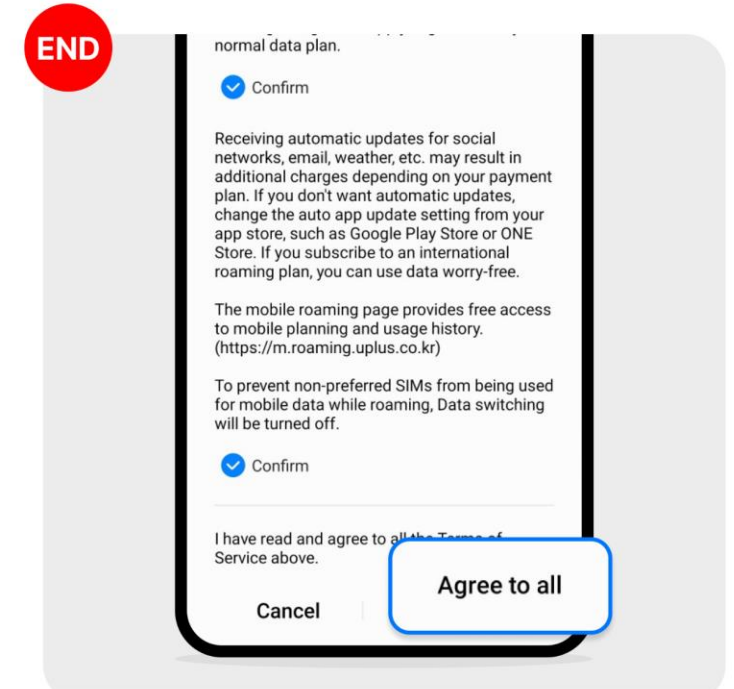 END
normal data plan.
Confirm
Receiving automatic updates for social
networks, email, weather, etc. may result in
additional charges depending on your payment
plan. If you don't want automatic updates,
change the auto app update setting from your
app store, such as Google Play Store or ONE
Store. If you subscribe to an international
roaming plan, you can use data worry-free.
The mobile roaming page provides free access
to mobile planning and usage history.
(https://m.roaming.uplus.co.kr)
To prevent non-preferred SIMs from being used
for mobile data while roaming, Data switching
will be turned off.
Confirm
I have read and agree to all the Terms of
Service above.
Cancel
Agree to all